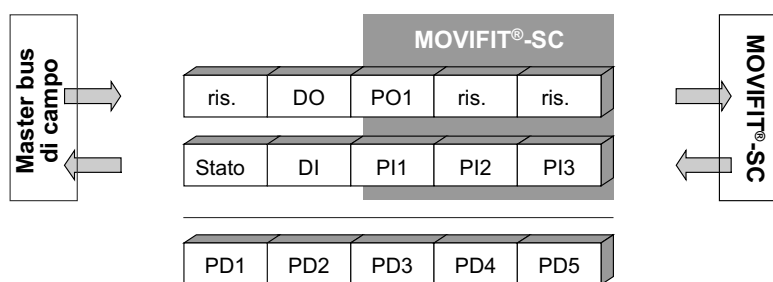 MOVIFIT®-SC
Master bus
di campo
ris. DO PO1 ris. ris.
Stato DI PI1 PI2 PI3
PD1 PD2 PD3 PD4 PD5
MOVIFIT®-SC